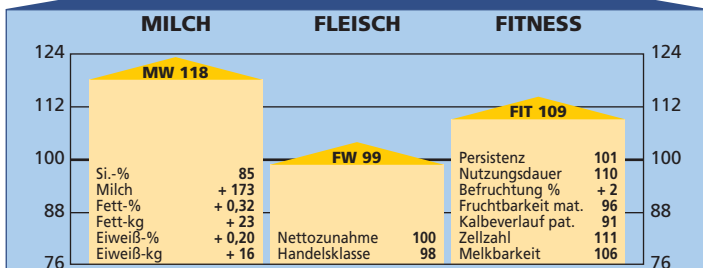 MILCH FLEISCH FITNESS
124 124
MW 118
112 112
FIT 109
100 100
FW 99
88 88
76 76
Si.-% 85
Milch + 173
Fett-% + 0,32
Fett-kg + 23
Eiweiß-% + 0,20
Eiweiß-kg + 16
Nettozunahme 100
Handelsklasse 98
Persistenz 101
Nutzungsdauer 110
Befruchtung % + 2
Fruchtbarkeit mat. 96
Kalbeverlauf pat. 91
Zellzahl 111
Melkbarkeit 106